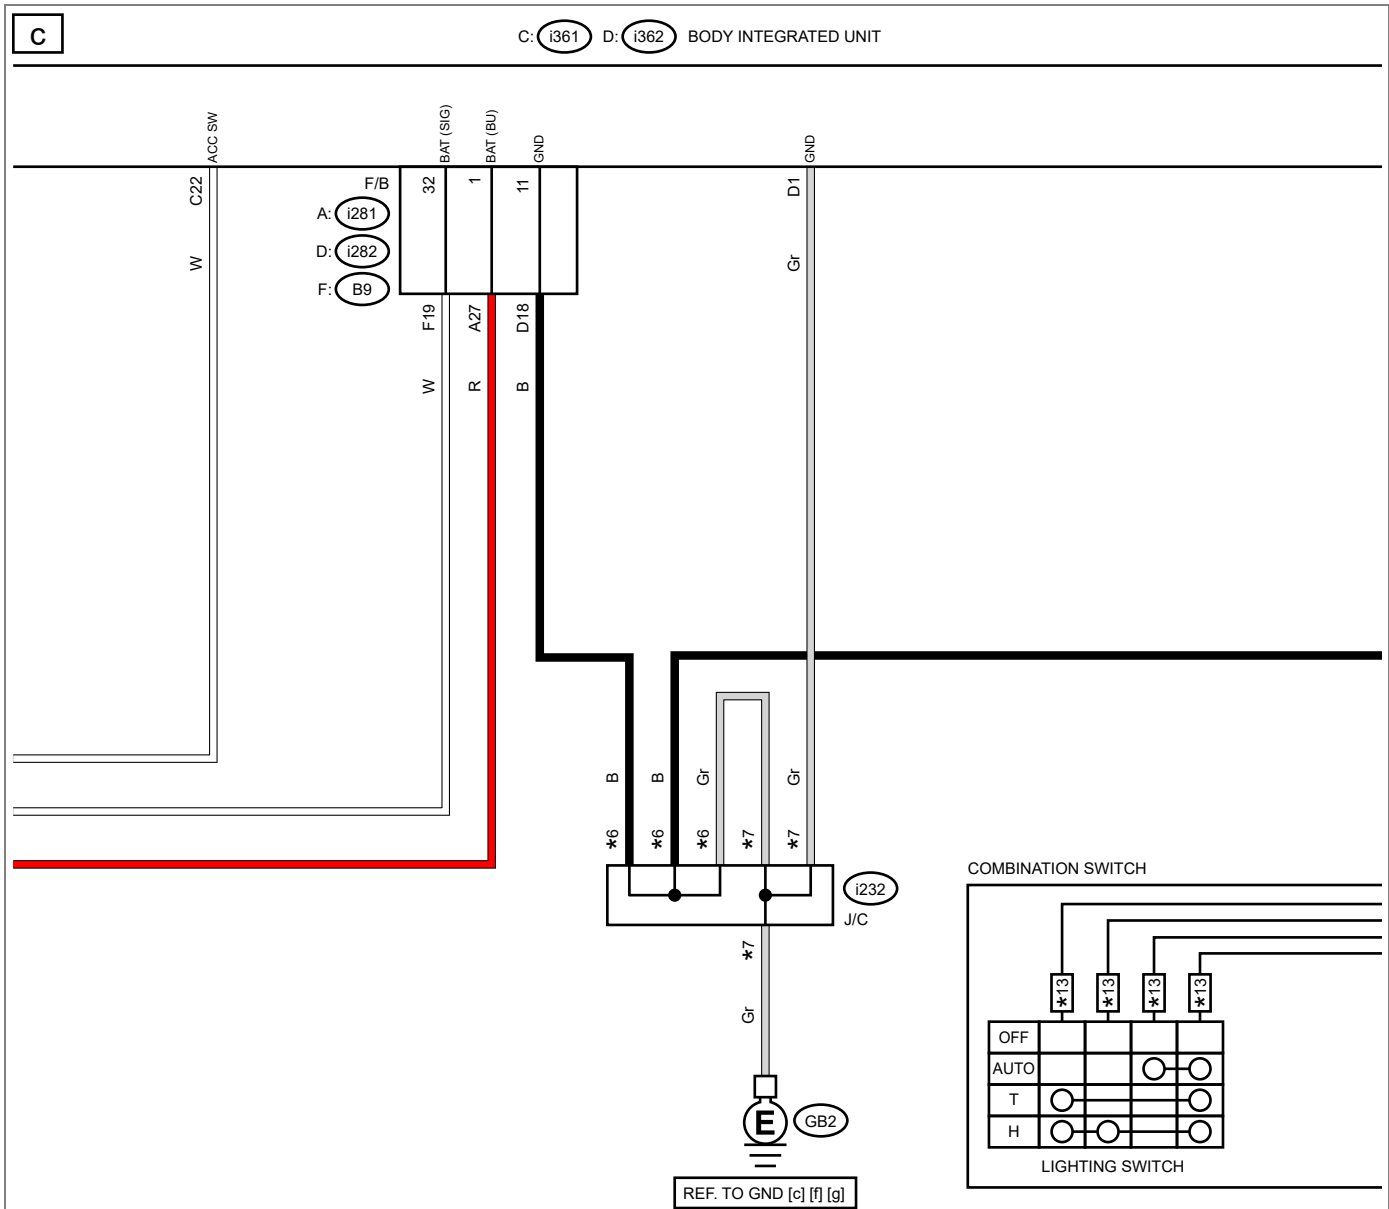 C
C: i361 D: i362 BODY INTEGRATED UNIT
ACC SW
BAT (SIG)
BAT (BU)
GND
GND
C22
W
F/B
A: i281
D: i282
F: B9
32
1
11
D1
Gr
F19
A27
D18
W
R
B
B
B
Gr
Gr
*6
*6
*6
*7
*7
i232
J/C
*7
Gr
E
GB2
REF. TO GND [c] [f] [g]
COMBINATION SWITCH
*13
*13
*13
*13
OFF
AUTO
T
H
LIGHTING SWITCH